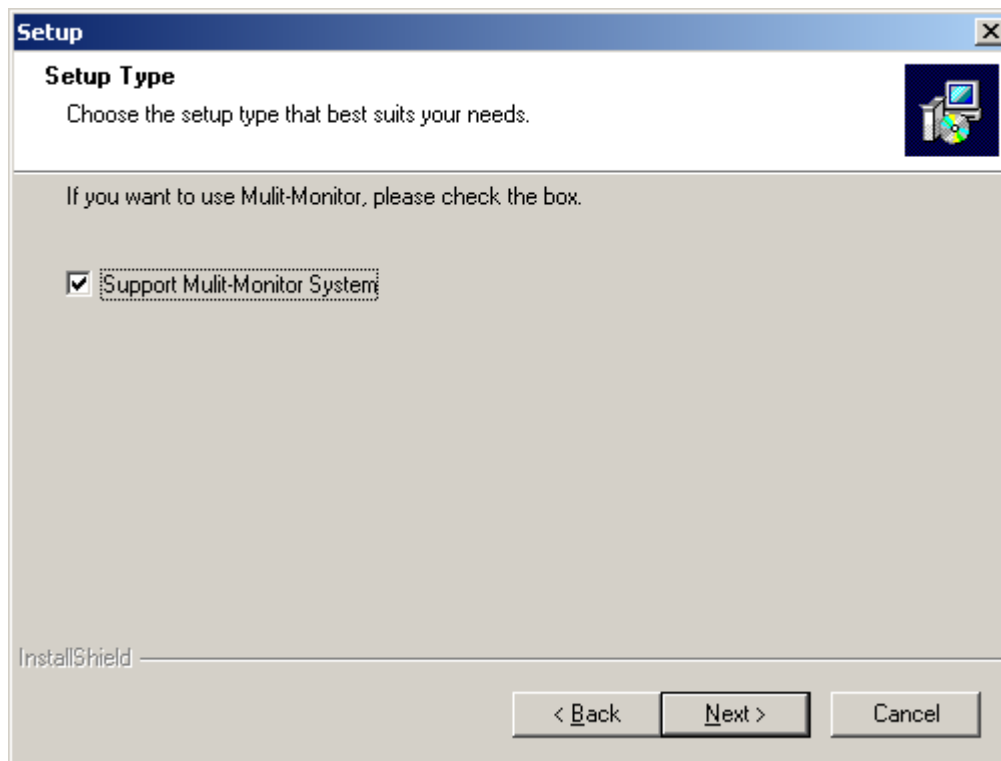 Setup
Setup Type
Choose the setup type that best suits your needs.
If you want to use Mulit-Monitor, please check the box.
Support Mulit-Monitor System
InstallShield
< Back Next > Cancel